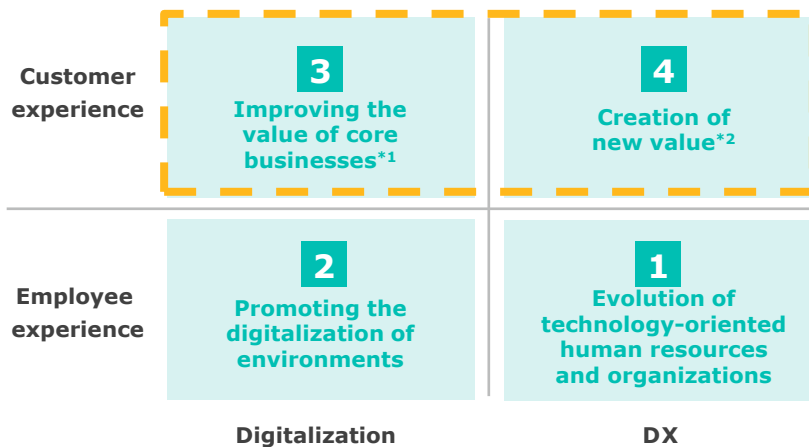 Customer
experience
3
Improving the
value of core
businesses*1
4
Creation of
new value*2
Employee
experience
2
Promoting the
digitalization of
environments
1
Evolution of
technology-oriented
human resources
and organizations
Digitalization
DX